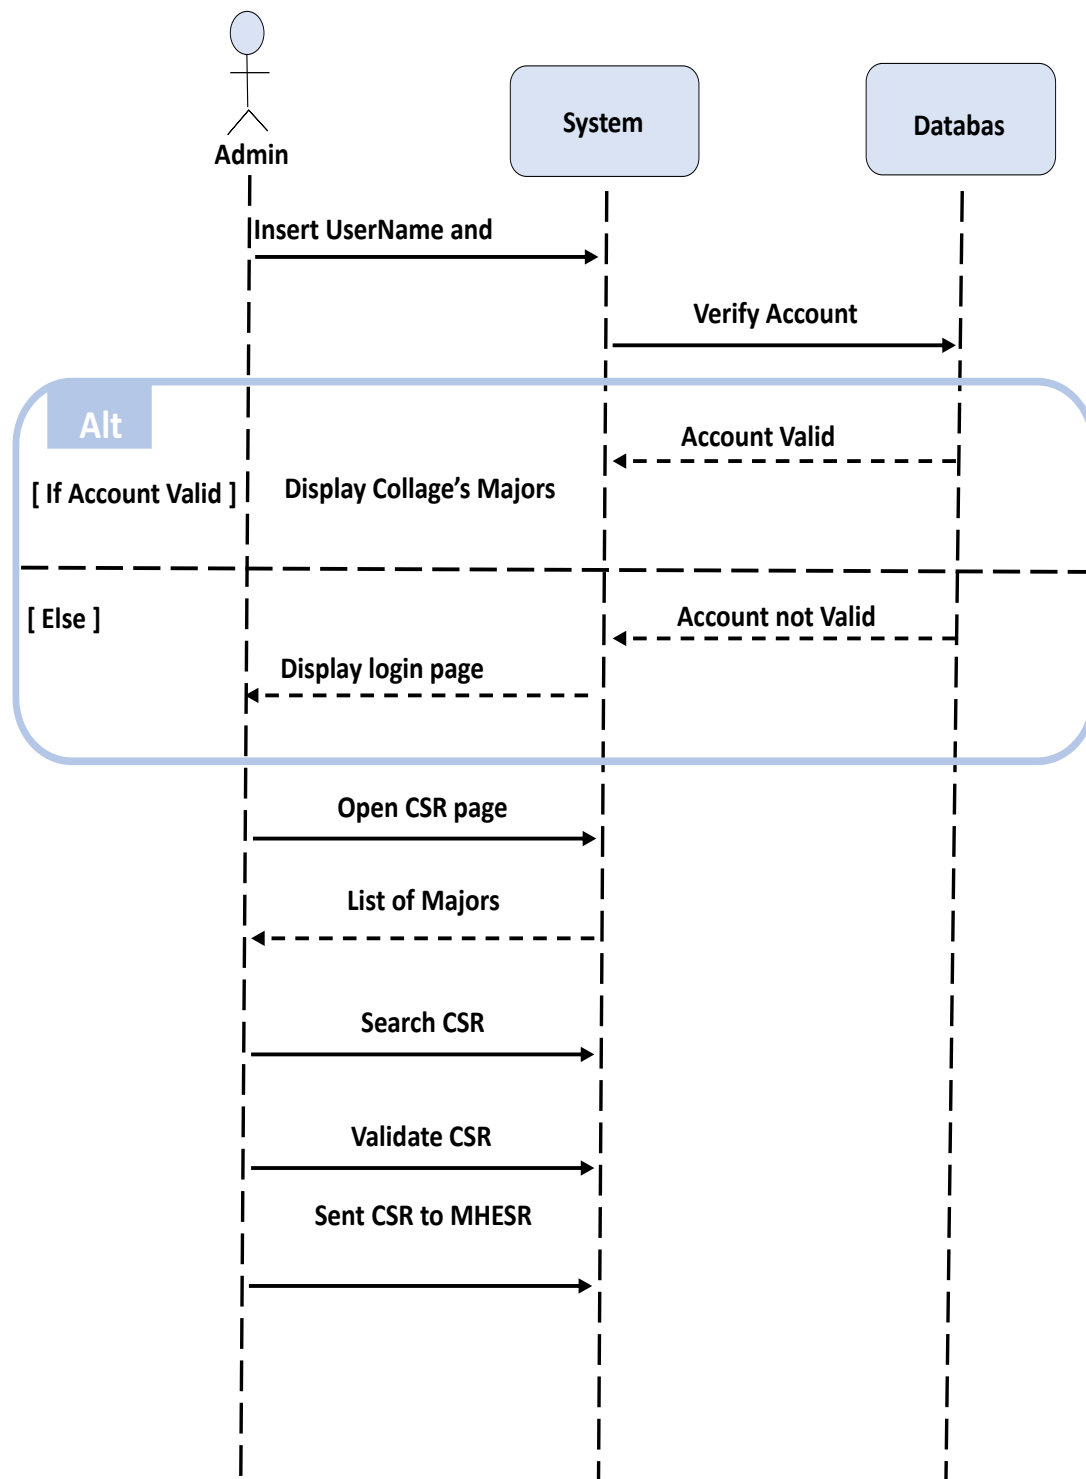 Admin
System
Databas
Insert UserName and
Verify Account
Alt
Account Valid
[ If Account Valid ]
Display Collage's Majors
[ Else ]
Account not Valid
Display login page
Open CSR page
List of Majors
Search CSR
Validate CSR
Sent CSR to MHESR